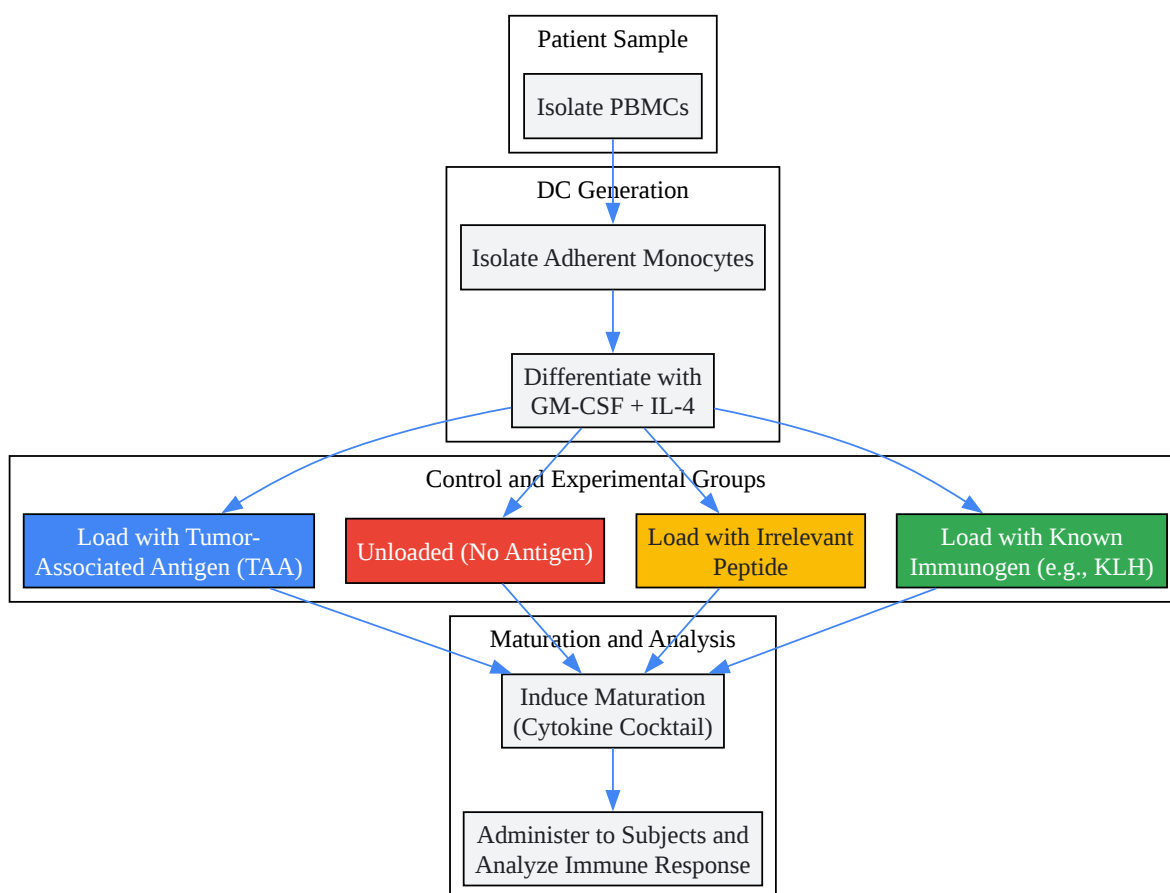 Patient Sample
Isolate PBMCs
DC Generation
Isolate Adherent Monocytes
Differentiate with
GM-CSF + IL-4
Control and Experimental Groups
Load with Tumor-
Associated Antigen (TAA)
Unloaded (No Antigen)
Load with Irrelevant
Peptide
Load with Known
Immunogen (e.g., KLH)
Maturation and Analysis
Induce Maturation
(Cytokine Cocktail)
Administer to Subjects and
Analyze Immune Response